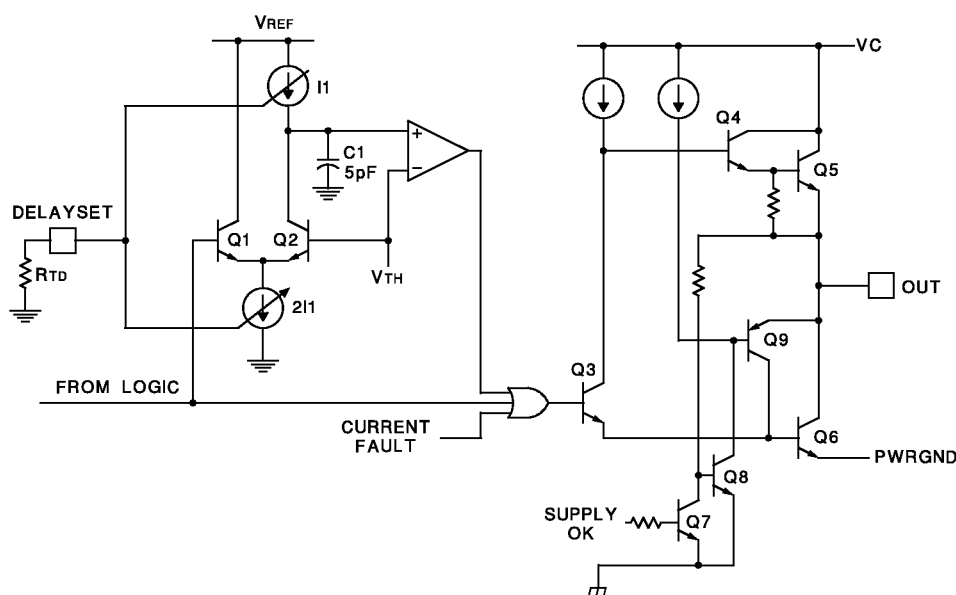 VREF
VC
I1
Q4
C1
5pF
+
−
Q5
DELAYSET
Q1
Q2
RTD
VTH
2I1
OUT
Q9
Q3
FROM LOGIC
CURRENT
FAULT
Q6
PWRGND
Q8
SUPPLY
OK
Q7